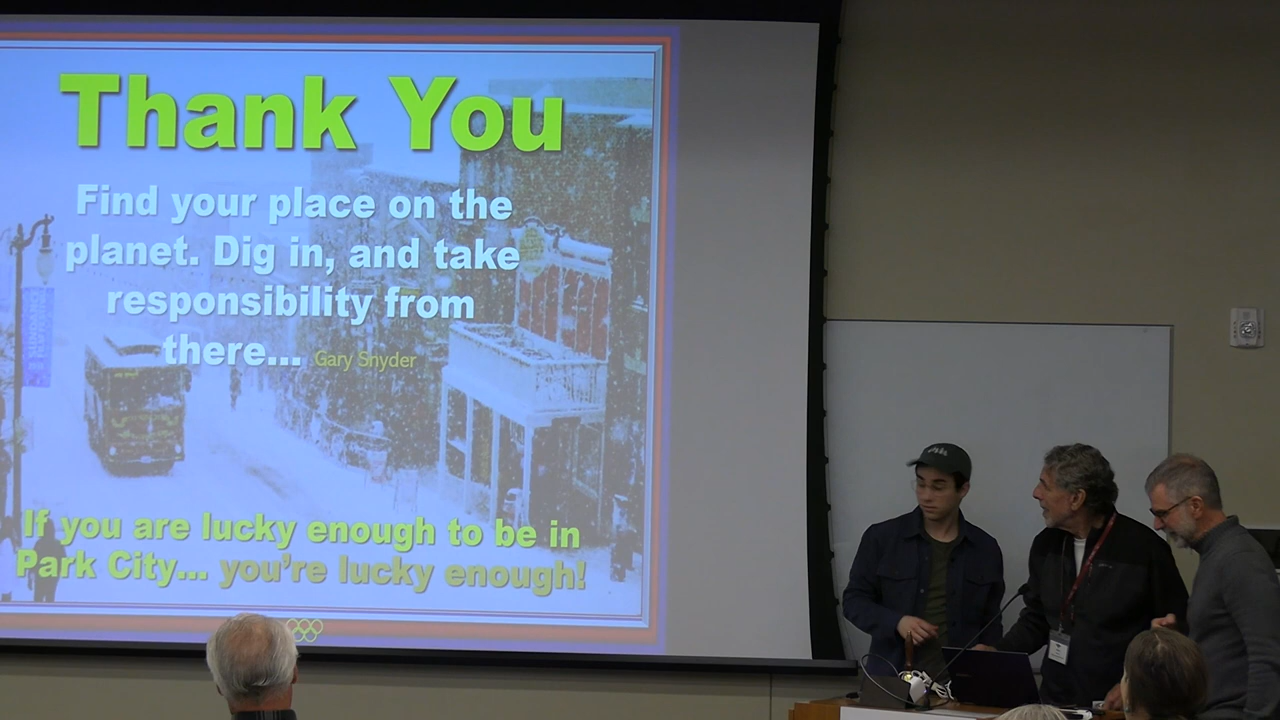 Thank You
Find your place on the
planet. Dig in, and take
responsibility from
there... Gary Snyder
If you are lucky enough to be in
Park City... you're lucky enough!